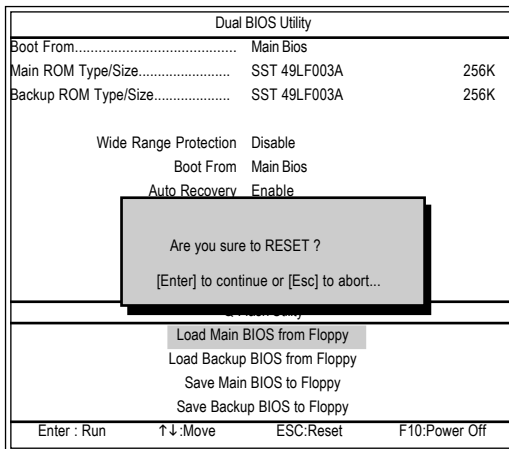 Dual BIOS Utility
Boot From.......................................... Main Bios
Main ROM Type/Size........................ SST 49LF003A 256K
Backup ROM Type/Size.................... SST 49LF003A 256K
Wide Range Protection Disable
Boot From Main Bios
Auto Recovery Enable
Are you sure to RESET ?
[Enter] to continue or [Esc] to abort...
Load Main BIOS from Floppy
Load Backup BIOS from Floppy
Save Main BIOS to Floppy
Save Backup BIOS to Floppy
Enter : Run ↑↓:Move ESC:Reset F10:Power Off